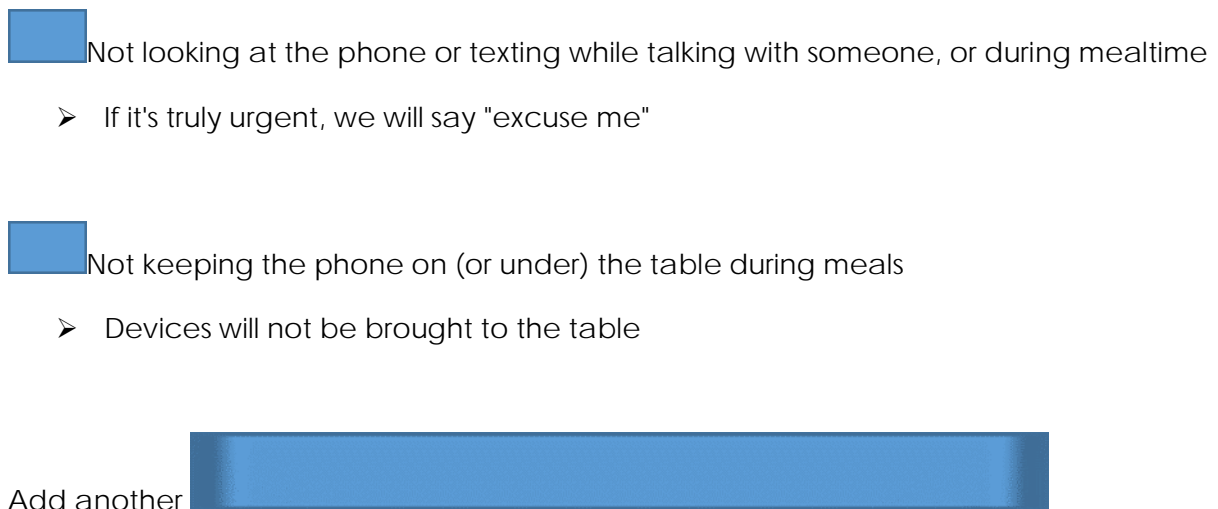 Not looking at the phone or texting while talking with someone, or during mealtime
➢ If it's truly urgent, we will say "excuse me"
Not keeping the phone on (or under) the table during meals
➢ Devices will not be brought to the table
Add another